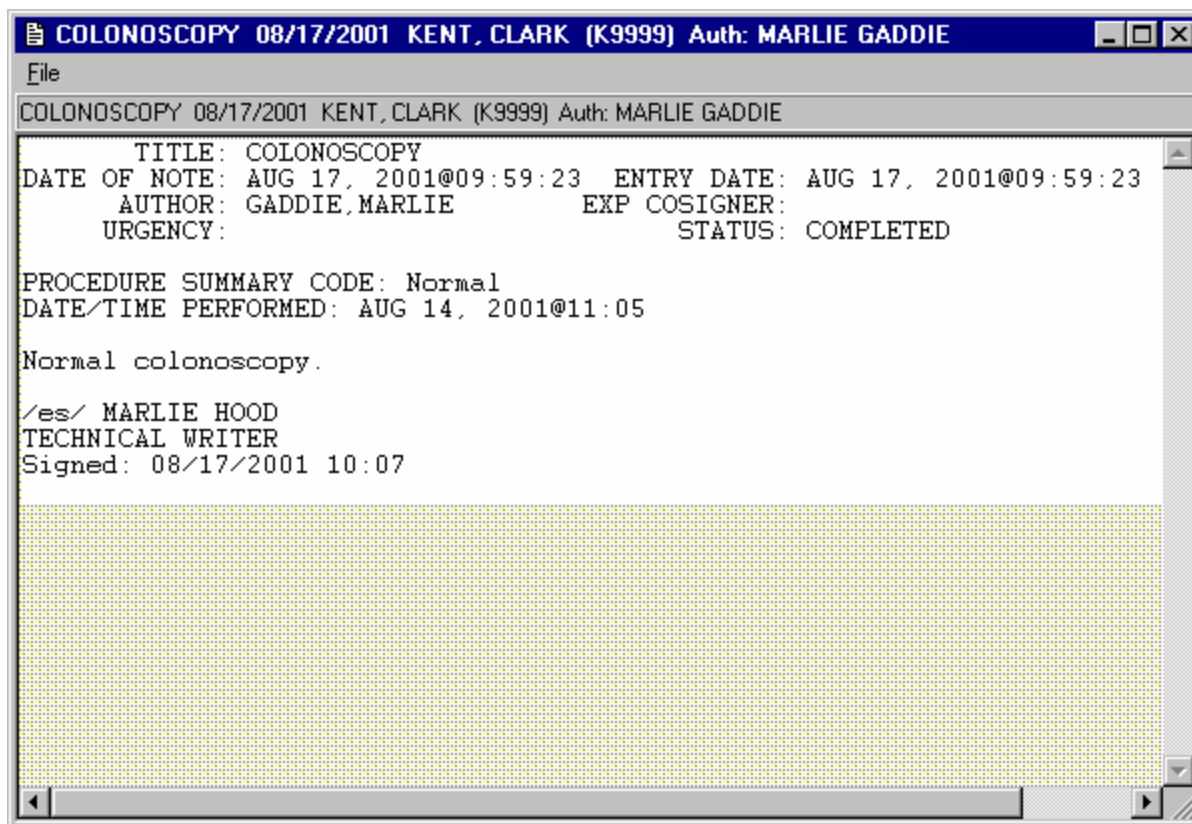 COLONOSCOPY 08/17/2001 KENT, CLARK (K9999) Auth: MARLIE GADDIE
File
COLONOSCOPY 08/17/2001 KENT, CLARK (K9999) Auth: MARLIE GADDIE
TITLE: COLONOSCOPY
DATE OF NOTE: AUG 17, 2001@09:59:23 ENTRY DATE: AUG 17, 2001@09:59:23
AUTHOR: GADDIE,MARLIE EXP COSIGNER:
URGENCY: STATUS: COMPLETED
PROCEDURE SUMMARY CODE: Normal
DATE/TIME PERFORMED: AUG 14, 2001@11:05
Normal colonoscopy.
/es/ MARLIE HOOD
TECHNICAL WRITER
Signed: 08/17/2001 10:07